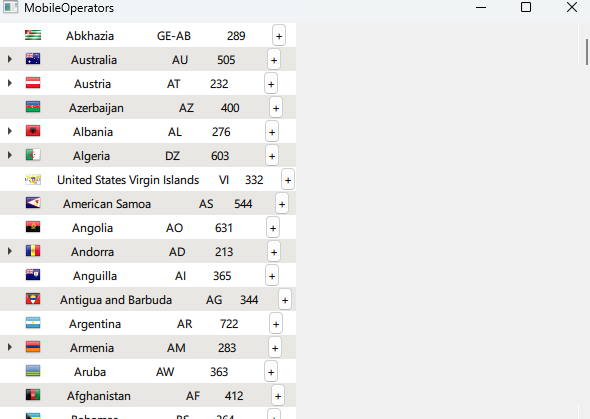 MobileOperators
Abkhazia GE-AB 289 +
Australia AU 505 +
Austria AT 232 +
Azerbaijan AZ 400 +
Albania AL 276 +
Algeria DZ 603 +
United States Virgin Islands VI 332 +
American Samoa AS 544 +
Angolia AO 631 +
Andorra AD 213 +
Anguilla AI 365 +
Antigua and Barbuda AG 344 +
Argentina AR 722 +
Armenia AM 283 +
Aruba AW 363 +
Afghanistan AF 412 +
Bahamas BS 364 +